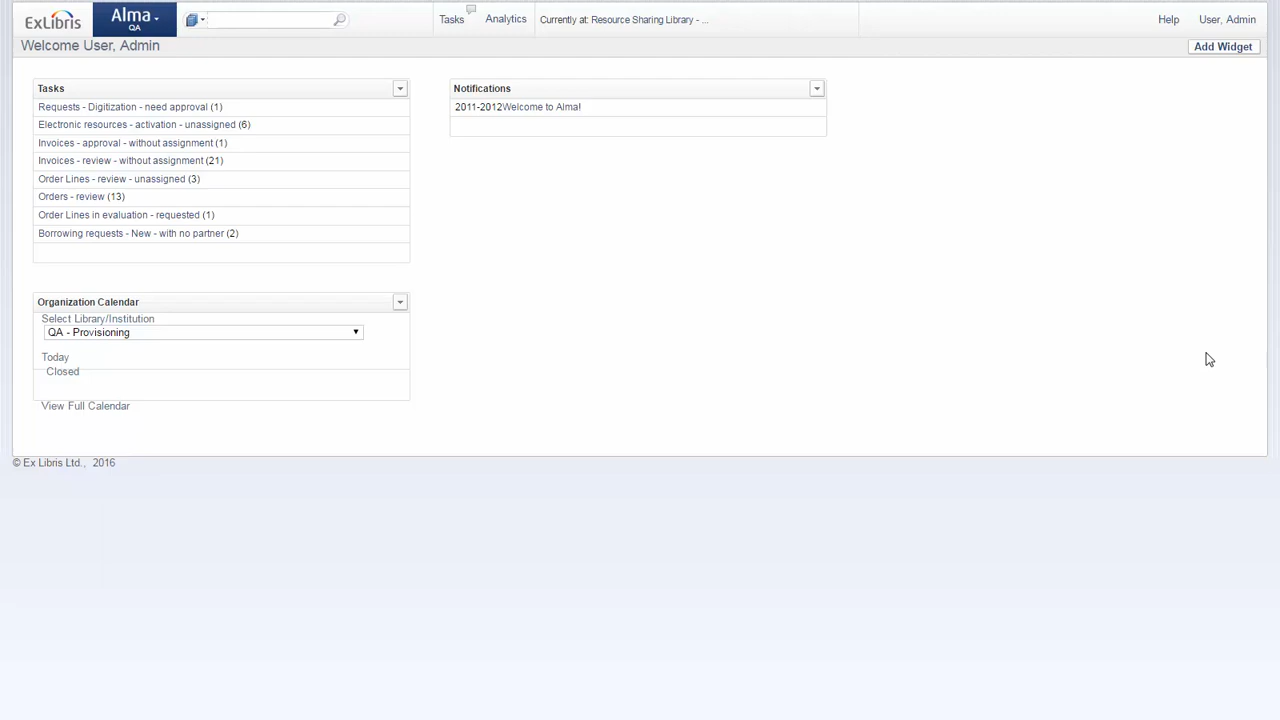 ExLibris
Alma
QA
Tasks
Analytics
Currently at: Resource Sharing Library - ...
Help
User, Admin
Welcome User, Admin
Add Widget
Tasks
Requests - Digitization - need approval (1)
Electronic resources - activation - unassigned (6)
Invoices - approval - without assignment (1)
Invoices - review - without assignment (21)
Order Lines - review - unassigned (3)
Orders - review (13)
Order Lines in evaluation - requested (1)
Borrowing requests - New - with no partner (2)
Notifications
2011-2012Welcome to Alma!
Organization Calendar
Select Library/Institution
QA - Provisioning
Today
Closed
View Full Calendar
© Ex Libris Ltd., 2016